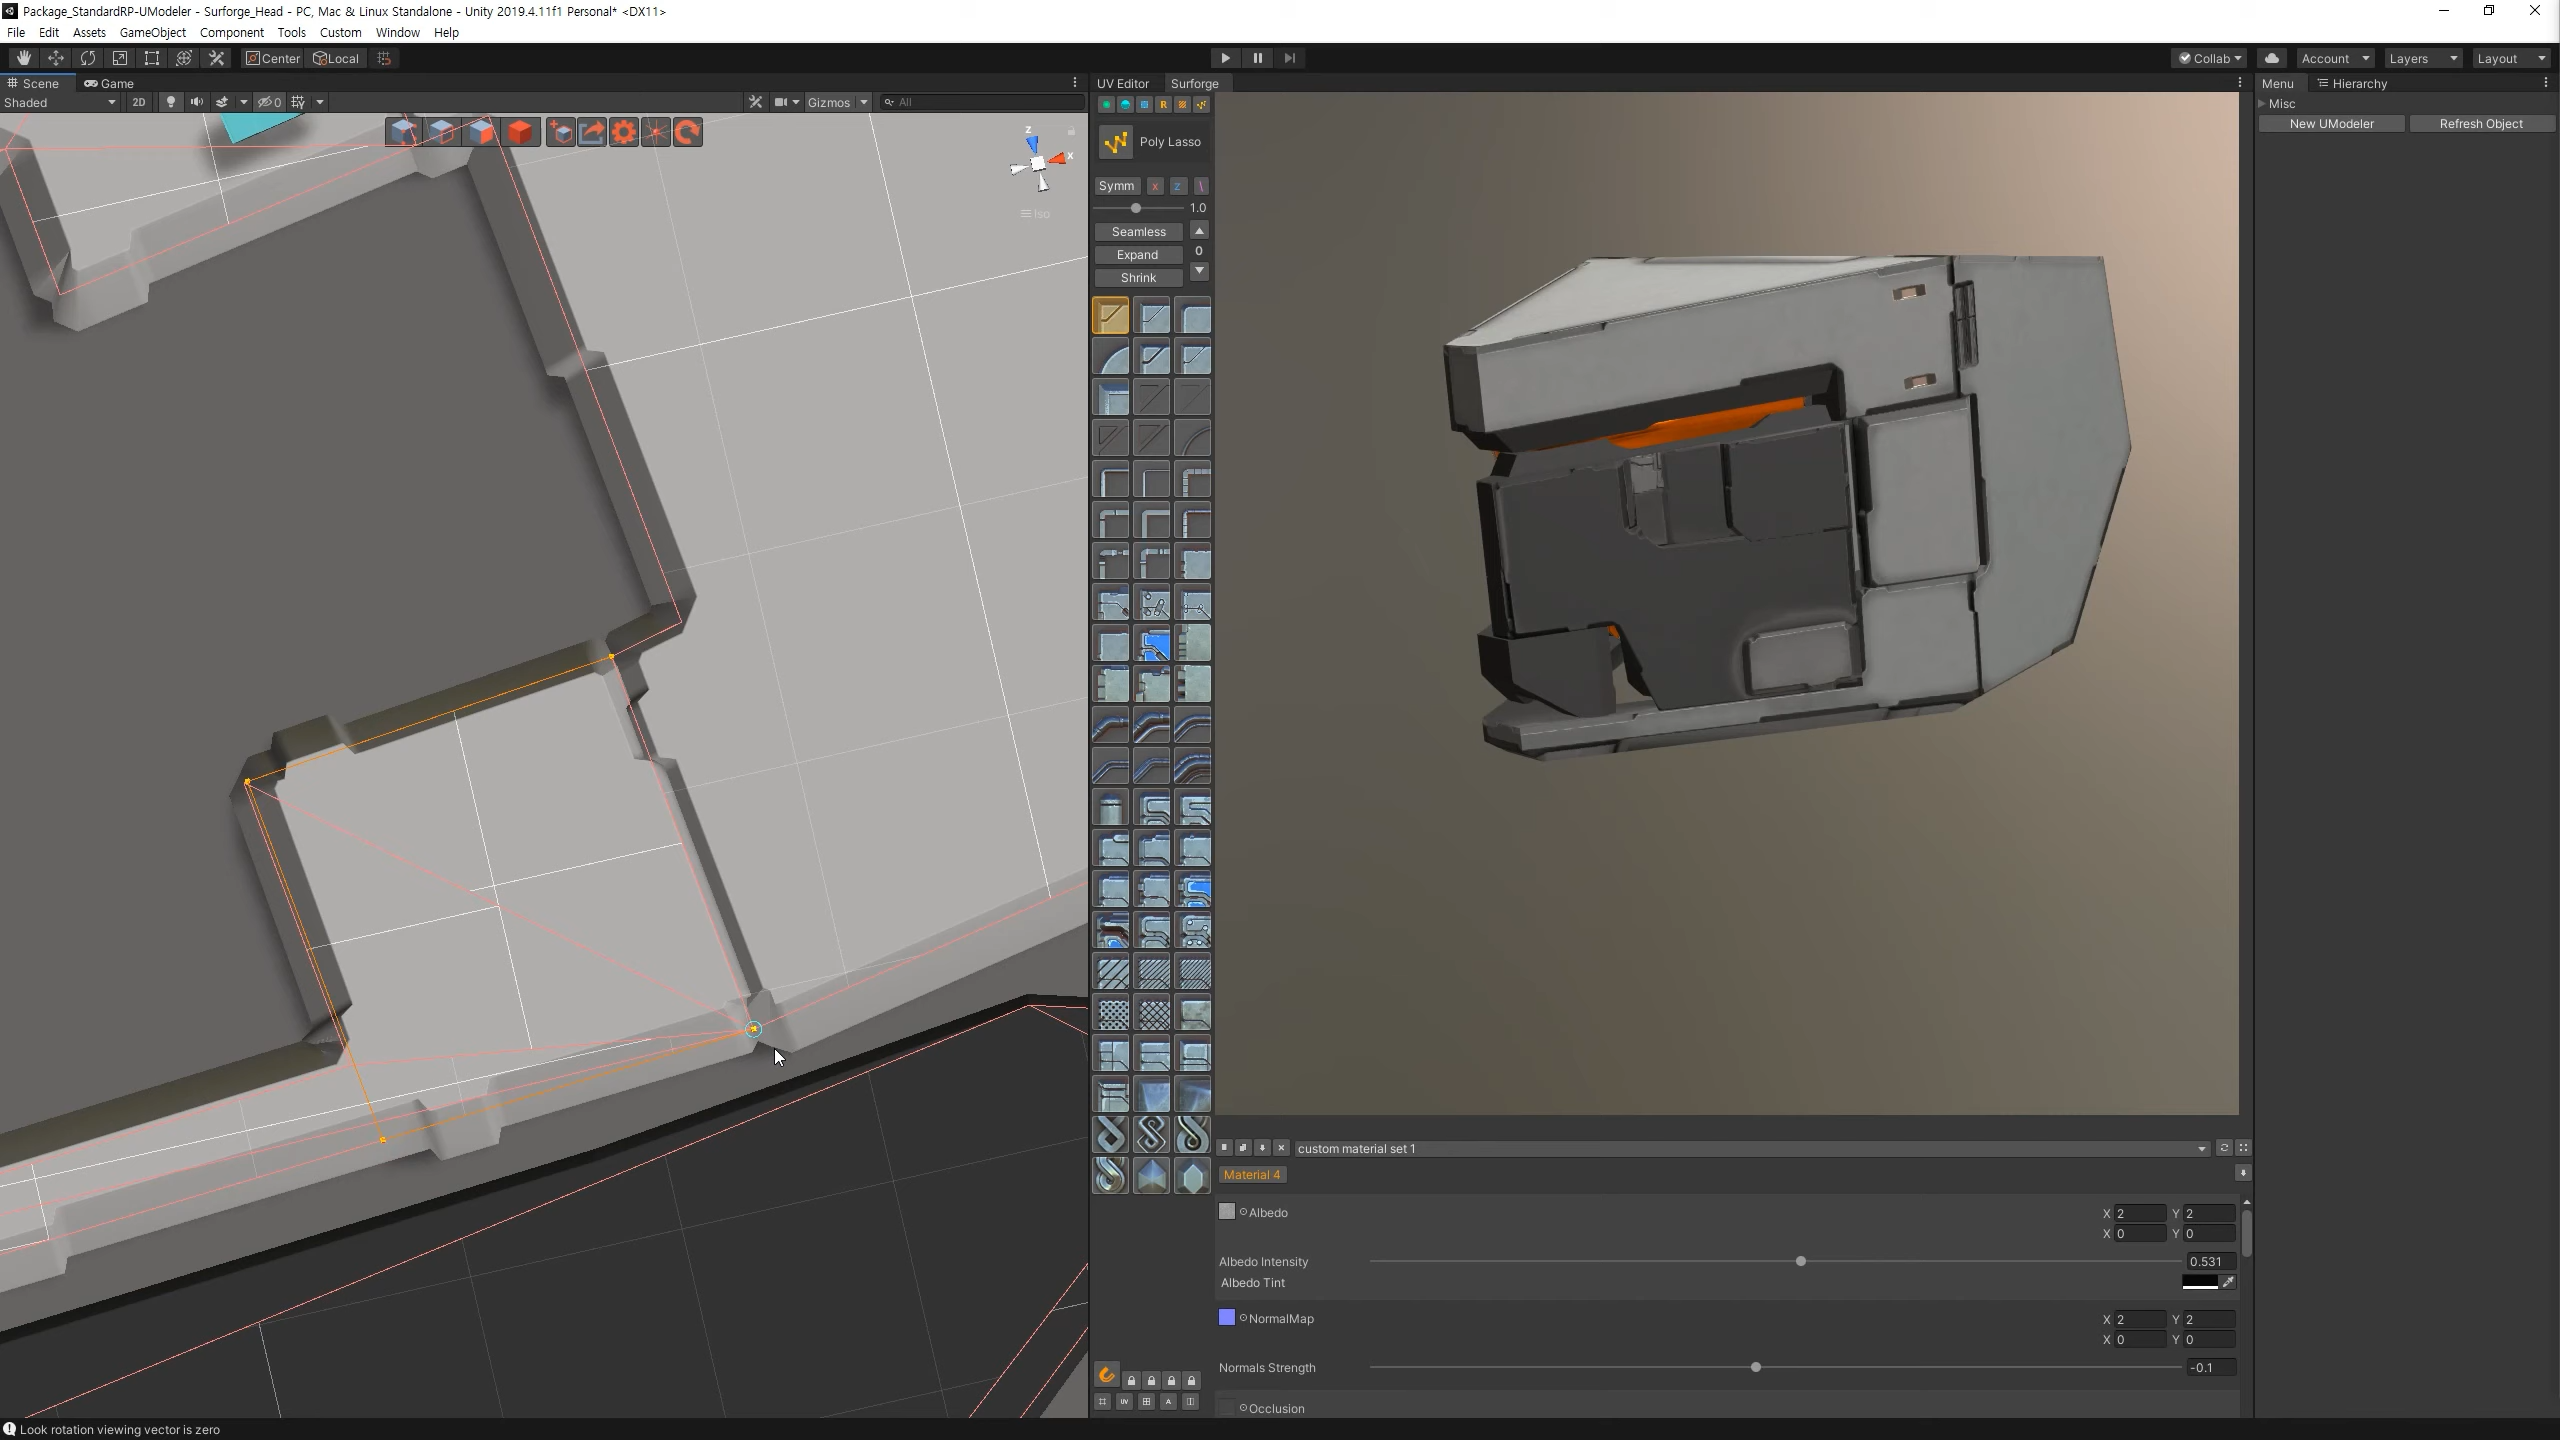 Package_StandardRP-UModeler - Surforge_Head - PC, Mac & Linux Standalone - Unity 2019.4.11f1 Personal* <DX11>
File Edit Assets GameObject Component Tools Custom Window Help
Center Local Collab Account Layers Layout
Scene Game UV Editor Surforge Menu Hierarchy
Shaded 2D 0 Gizmos All
Misc
New UModeler Refresh Object
R
Poly Lasso
z
x
Iso
Symm x z \
1.0
Seamless
Expand 0
Shrink
custom material set 1
Material 4
Albedo X 2 Y 2
X 0 Y 0
Albedo Intensity 0.531
Albedo Tint
NormalMap X 2 Y 2
X 0 Y 0
Normals Strength -0.1
UV A
Occlusion
Look rotation viewing vector is zero